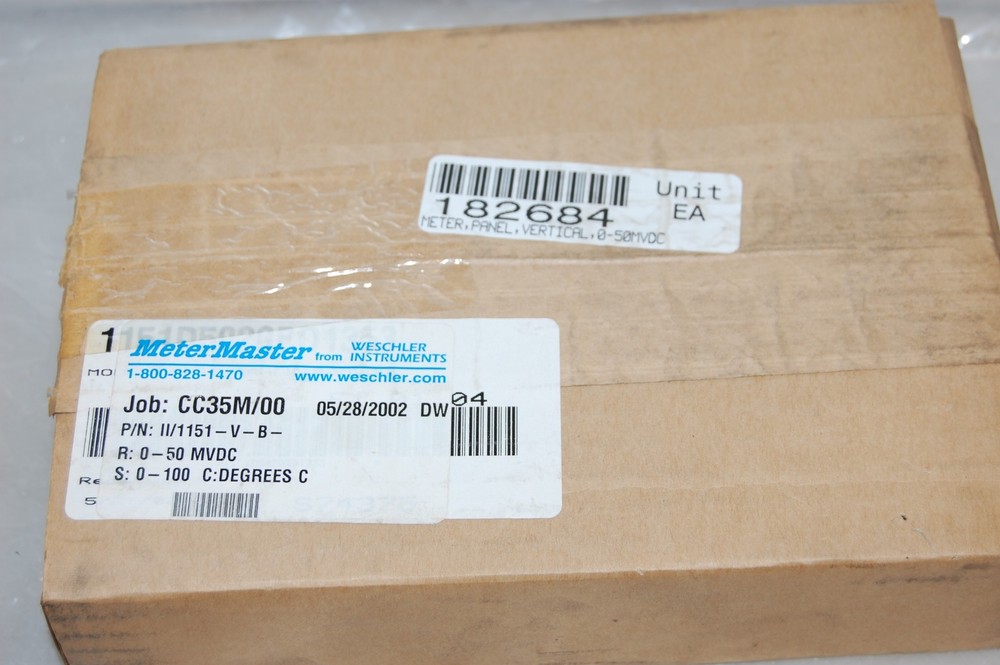 182684
METER,PANEL,VERTICAL,0-50MVDC
Unit
EA
1
MeterMaster from WESCHLER INSTRUMENTS
MO
1-800-828-1470 www.weschler.com
Job: CC35M/00 05/28/2002 DW
04
P/N: II/1151-V-B-
R: 0-50 MVDC
Re
S: 0-100 C:DEGREES C
5